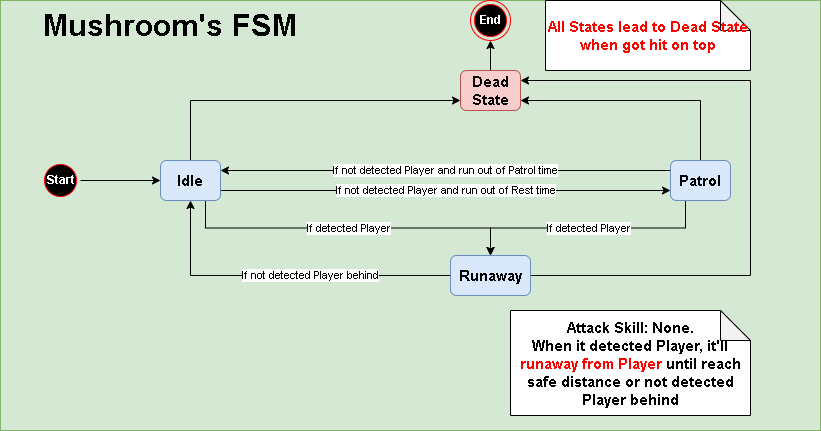 Mushroom's FSM
End
All States lead to Dead State
when got hit on top
Dead
State
Start
Idle
If not detected Player and run out of Patrol time
If not detected Player and run out of Rest time
Patrol
If detected Player
If detected Player
If not detected Player behind
Runaway
Attack Skill: None.
When it detected Player, it'll
runaway from Player until reach
safe distance or not detected
Player behind